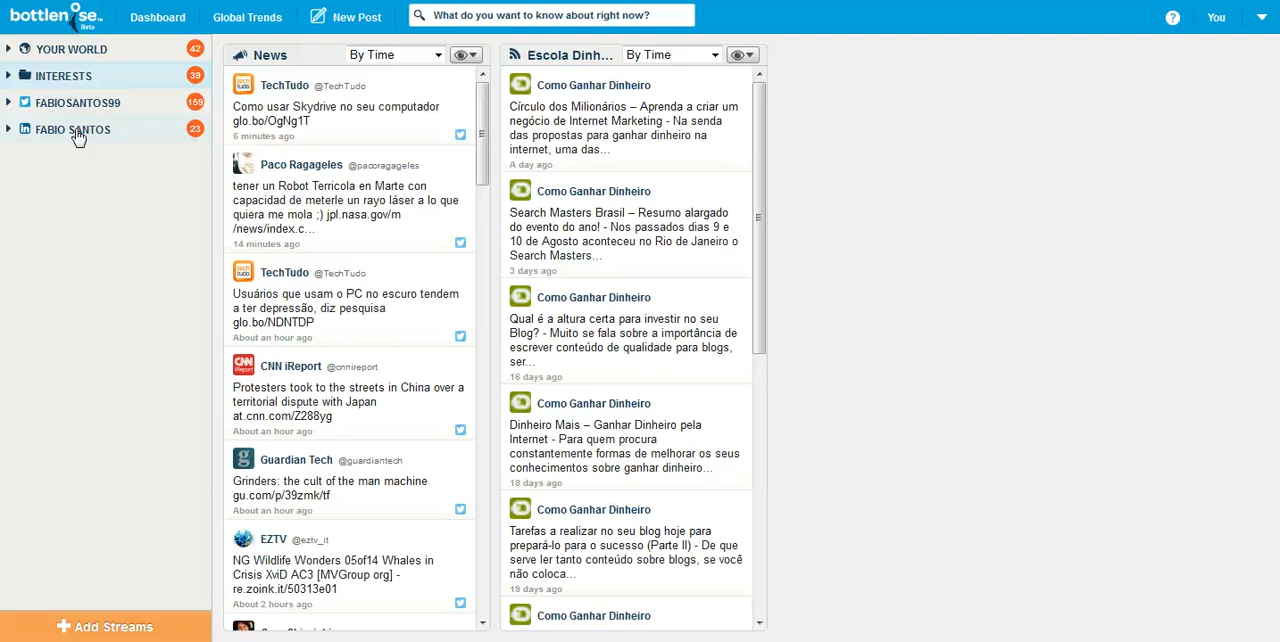 bottlenose™ Beta
Dashboard
Global Trends
New Post
What do you want to know about right now?
?
You
YOUR WORLD 42
INTERESTS 39
FABIOSANTOS99 159
FABIO SANTOS 23
Add Streams
News
By Time
TechTudo @TechTudo
Como usar Skydrive no seu computador
glo.bo/OgNg1T
6 minutes ago
Paco Ragageles @pacoragageles
tener un Robot Terricola en Marte con
capacidad de meterle un rayo láser a lo que
quiera me mola ;) jpl.nasa.gov/m
/news/index.c...
14 minutes ago
TechTudo @TechTudo
Usuários que usam o PC no escuro tendem
a ter depressão, diz pesquisa
glo.bo/NDNTDP
About an hour ago
CNN iReport @cnnireport
Protesters took to the streets in China over a
territorial dispute with Japan
at.cnn.com/Z288yg
About an hour ago
Guardian Tech @guardiantech
Grinders: the cult of the man machine
gu.com/p/39zmk/tf
About an hour ago
EZTV @eztv_it
NG Wildlife Wonders 05of14 Whales in
Crisis XviD AC3 [MVGroup org] -
re.zoink.it/50313e01
About 2 hours ago
Escola Dinh...
By Time
Como Ganhar Dinheiro
Círculo dos Milionários – Aprenda a criar um
negócio de Internet Marketing - Na senda
das propostas para ganhar dinheiro na
internet, uma das...
A day ago
Como Ganhar Dinheiro
Search Masters Brasil – Resumo alargado
do evento do ano! - Nos passados dias 9 e
10 de Agosto aconteceu no Rio de Janeiro o
Search Masters...
3 days ago
Como Ganhar Dinheiro
Qual é a altura certa para investir no seu
Blog? - Muito se fala sobre a importância de
escrever conteúdo de qualidade para blogs,
ser...
16 days ago
Como Ganhar Dinheiro
Dinheiro Mais – Ganhar Dinheiro pela
Internet - Para quem procura
constantemente formas de melhorar os seus
conhecimentos sobre ganhar dinheiro...
18 days ago
Como Ganhar Dinheiro
Tarefas a realizar no seu blog hoje para
prepará-lo para o sucesso (Parte II) - De que
serve ler tanto conteúdo sobre blogs, se você
não coloca...
19 days ago
Como Ganhar Dinheiro